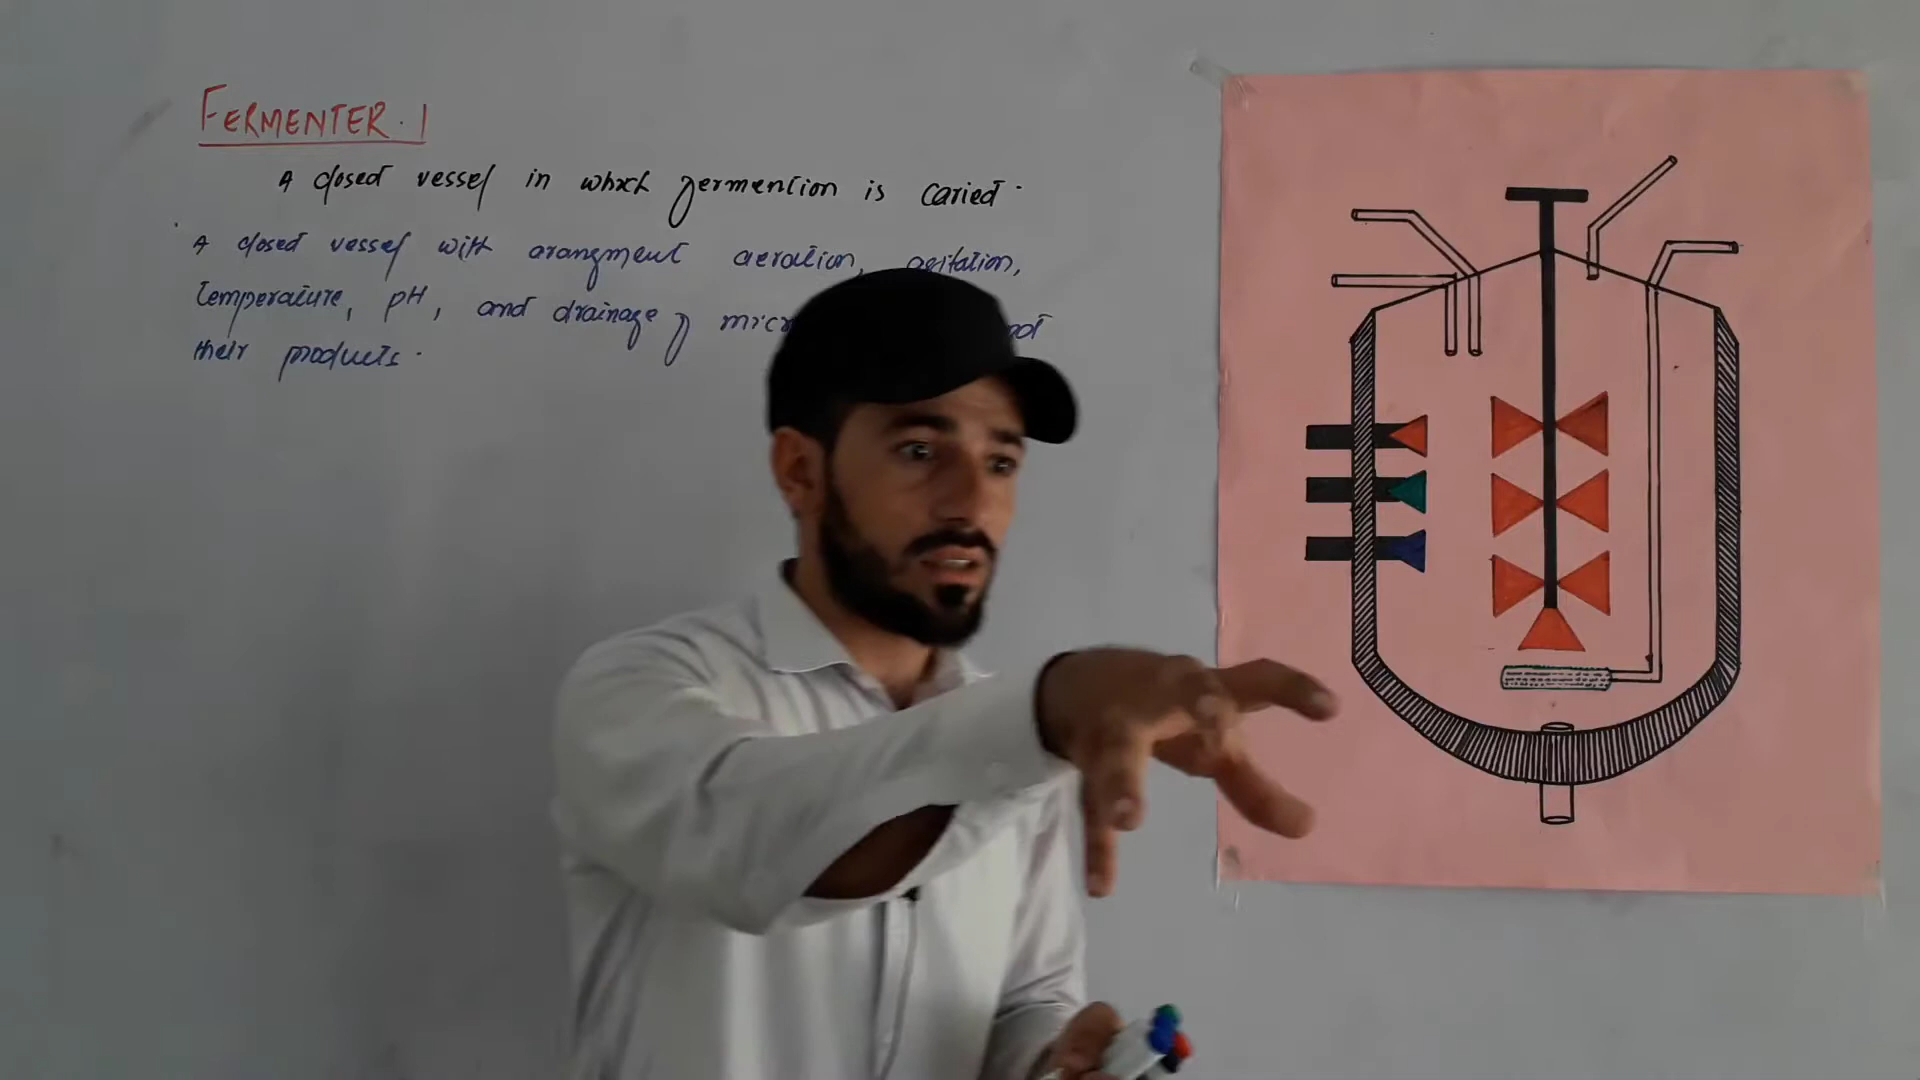 FERMENTER. 1
A closed vessel in which fermention is caried.
A closed vessel with arangment aeration, agitation,
Temperature, pH, and drainage of
their products.